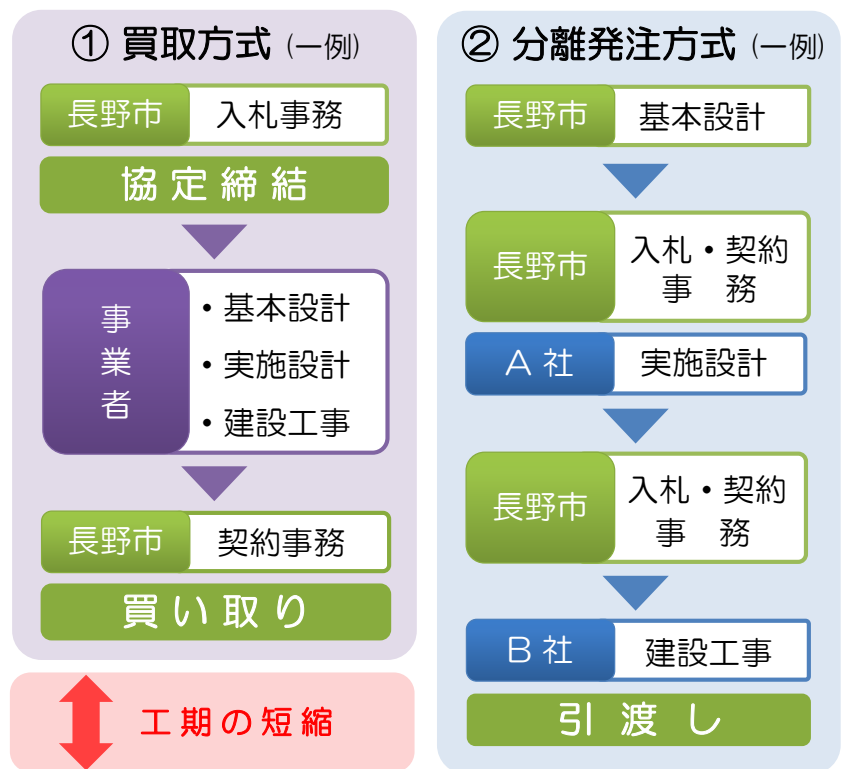 ① 買取方式 (一例)
長野市 入札事務
協定締結
事業者
・基本設計
・実施設計
・建設工事
長野市 契約事務
買い取り
工期の短縮
② 分離発注方式 (一例)
長野市 基本設計
長野市 入札・契約
事 務
A 社 実施設計
長野市 入札・契約
事 務
B 社 建設工事
引 渡 し